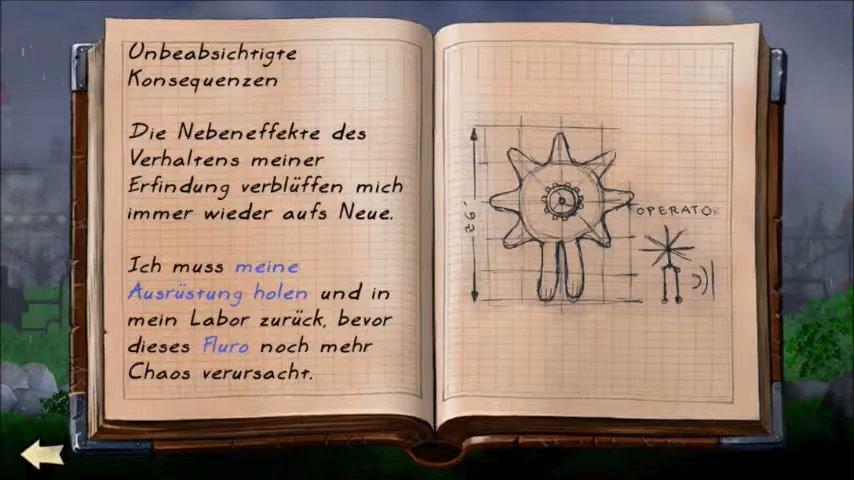 Unbeabsichtigte
Konsequenzen
Die Nebeneffekte des
Verhaltens meiner
Erfindung verblüffen mich
immer wieder aufs Neue.
Ich muss meine
Ausrüstung holen und in
mein Labor zurück, bevor
dieses Fluro noch mehr
Chaos verursacht.
OPERATOR